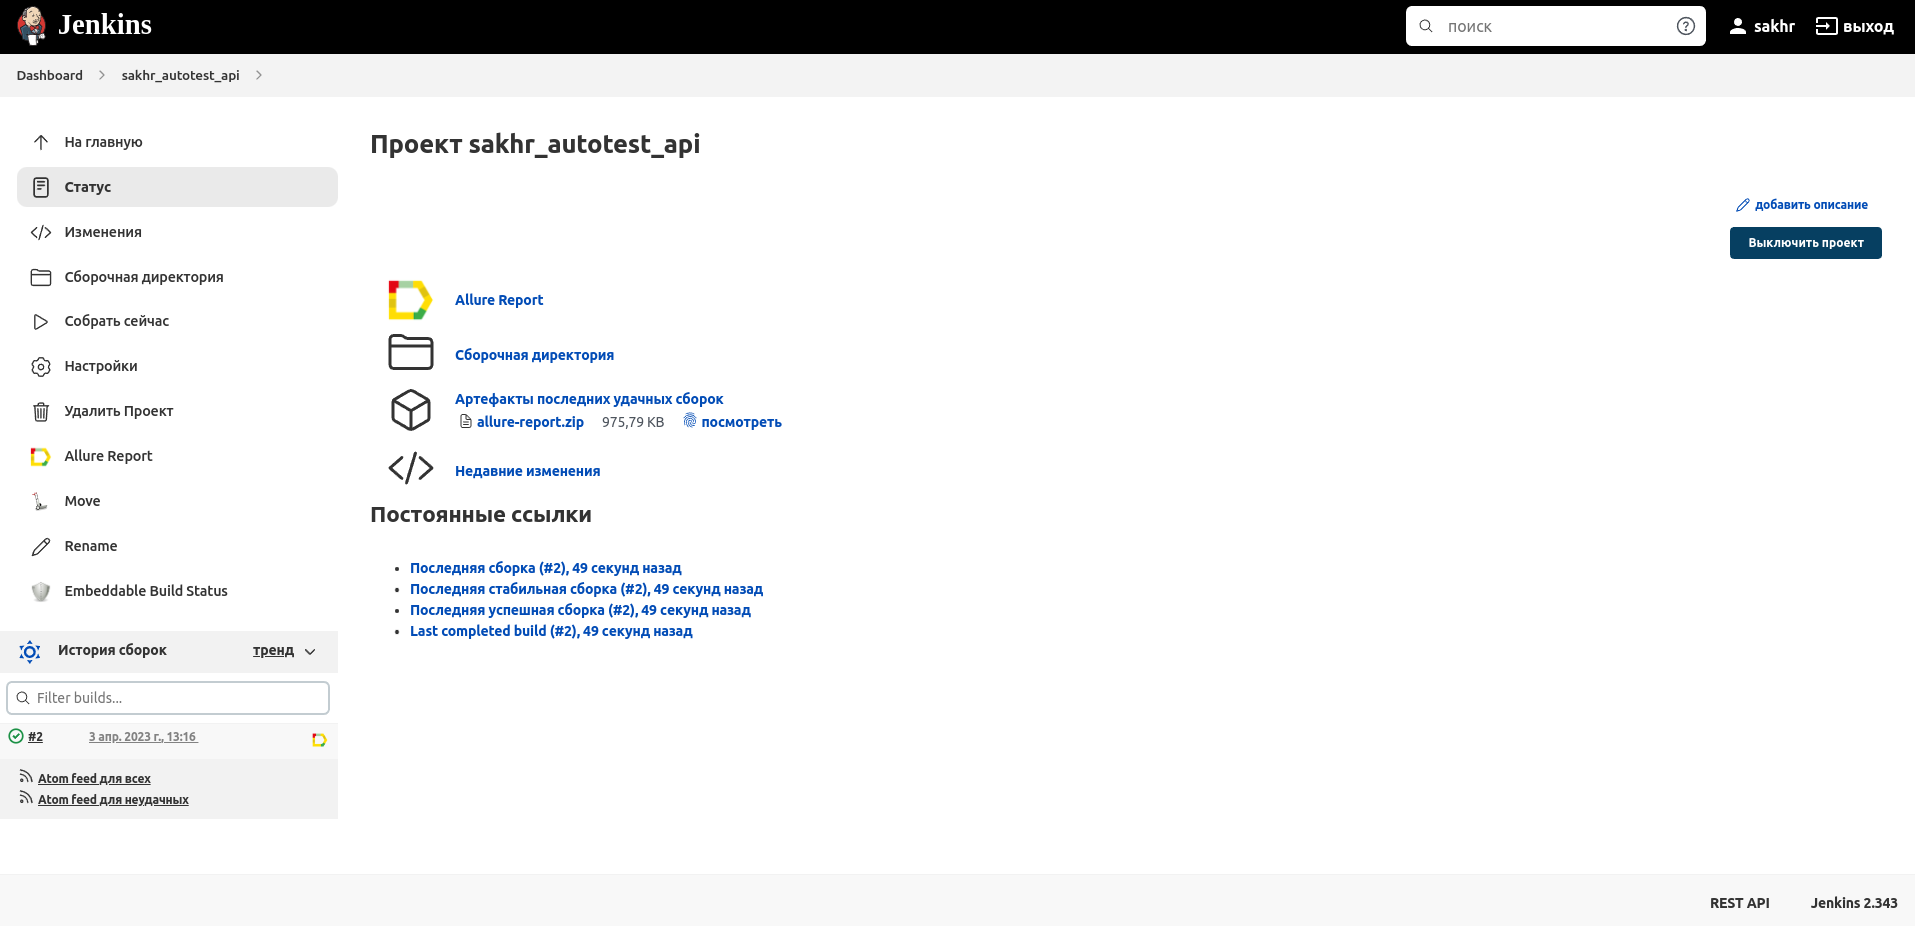 Jenkins
поиск
sakhr
выход
Dashboard
sakhr_autotest_api
На главную
Статус
Изменения
Сборочная директория
Собрать сейчас
Настройки
Удалить Проект
Allure Report
Move
Rename
Embeddable Build Status
История сборок
тренд
Filter builds...
#2
3 апр. 2023 г., 13:16
Atom feed для всех
Atom feed для неудачных
Проект sakhr_autotest_api
добавить описание
Выключить проект
Allure Report
Сборочная директория
Артефакты последних удачных сборок
allure-report.zip 975,79 KB посмотреть
Недавние изменения
Постоянные ссылки
Последняя сборка (#2), 49 секунд назад
Последняя стабильная сборка (#2), 49 секунд назад
Последняя успешная сборка (#2), 49 секунд назад
Last completed build (#2), 49 секунд назад
REST API
Jenkins 2.343